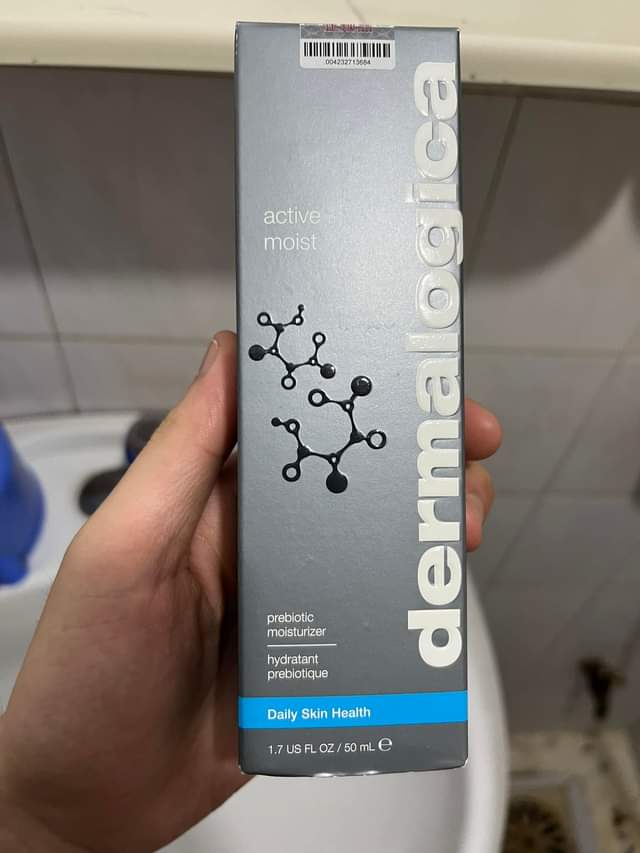 004232713684
active
moist
dermalogica
prebiotic
moisturizer
hydratant
prebiotique
Daily Skin Health
1.7 US FL OZ / 50 mL ℮